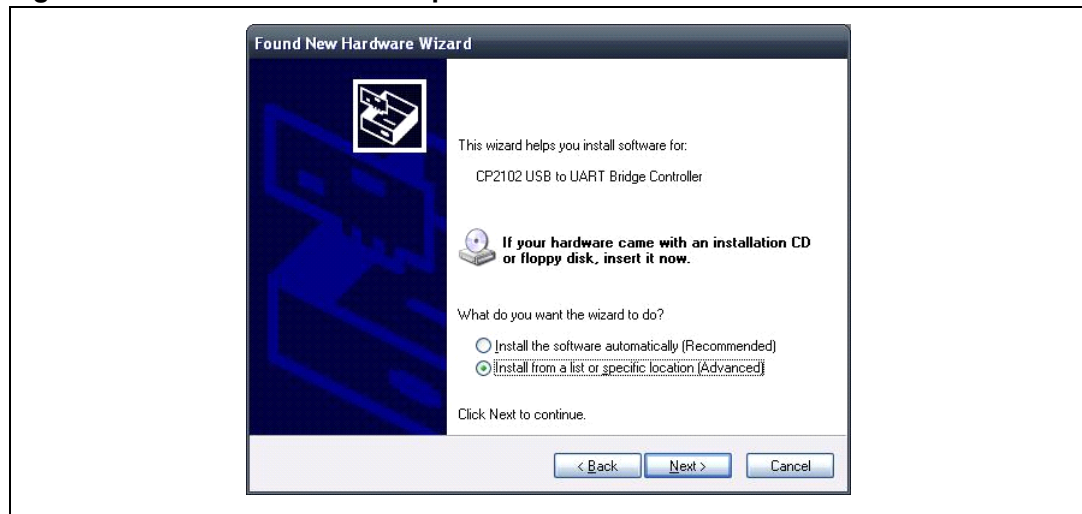 Found New Hardware Wizard
This wizard helps you install software for:
CP2102 USB to UART Bridge Controller
If your hardware came with an installation CD
or floppy disk, insert it now.
What do you want the wizard to do?
Install the software automatically (Recommended)
Install from a list or specific location (Advanced)
Click Next to continue.
< Back
Next >
Cancel